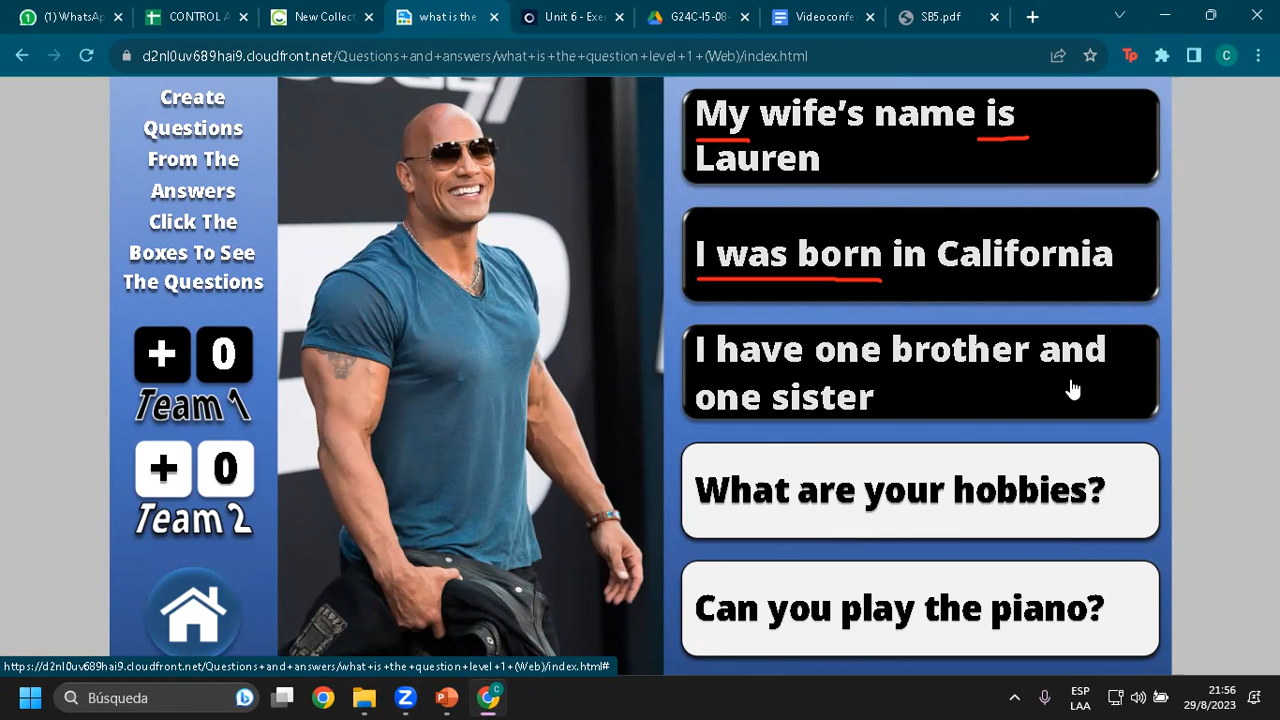 (1) WhatsA
CONTROL A
New Collect
what is the
Unit 6 - Exe
G24C-I5-08-
Videoconfe
SB5.pdf
d2nl0uv689hai9.cloudfront.net/Questions+and+answers/what+is+the+question+level+1+(Web)/index.html
Tp
C
Create
Questions
From The
Answers
Click The
Boxes To See
The Questions
+ 0
Team 1
+ 0
Team 2
My wife's name is
Lauren
I was born in California
I have one brother and
one sister
What are your hobbies?
Can you play the piano?
https://d2nl0uv689hai9.cloudfront.net/Questions+and+answers/what+is+the+question+level+1+(Web)/index.html#
Búsqueda
ESP
LAA
21:56
29/8/2023